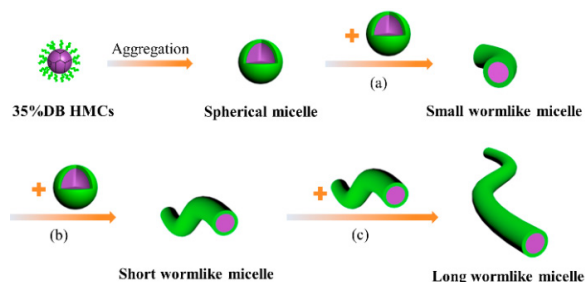 Aggregation
(a)
35%DB HMCs
Spherical micelle
Small wormlike micelle
(b)
(c)
Short wormlike micelle
Long wormlike micelle